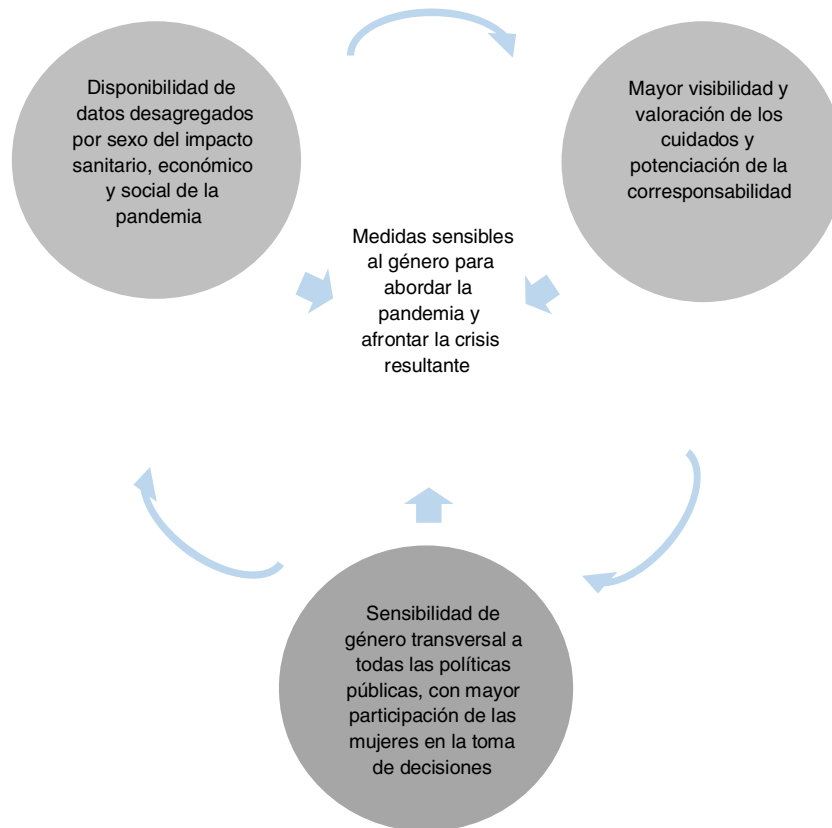 Disponibilidad de
datos desagregados
por sexo del impacto
sanitario, económico
y social de la
pandemia
Mayor visibilidad y
valoración de los
cuidados y
potenciación de la
corresponsabilidad
Medidas sensibles
al género para
abordar la
pandemia y
afrontar la crisis
resultante
Sensibilidad de
género transversal a
todas las políticas
públicas, con mayor
participación de las
mujeres en la toma
de decisiones